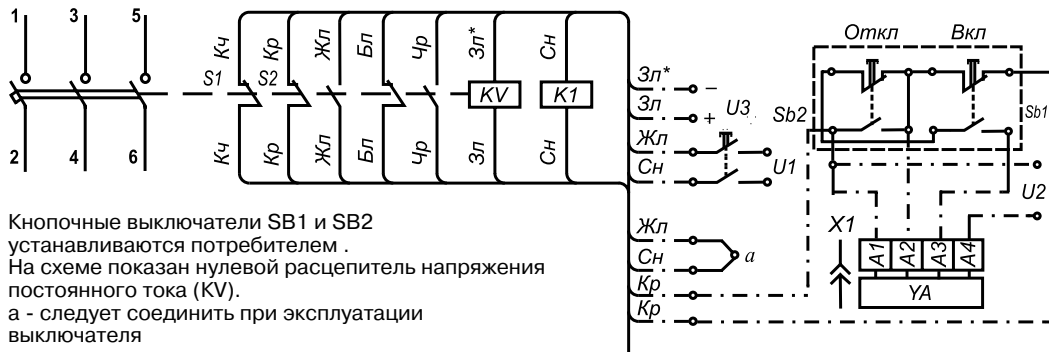 1 3 5
2 4 6
S1 S2
Кч Кр Жл Бл Чр Зл* Сн
KV K1
Кч Кр Жл Бл Чр Зл Сн
Зл* −
Зл + U3
Жл
Сн U1
Жл
Сн a
Кр
Кр
Откл Вкл
Sb2 Sb1
U2
X1
A1 A2 A3 A4
YA
Кнопочные выключатели SB1 и SB2
устанавливаются потребителем .
На схеме показан нулевой расцепитель напряжения
постоянного тока (KV).
а - следует соединить при эксплуатации
выключателя